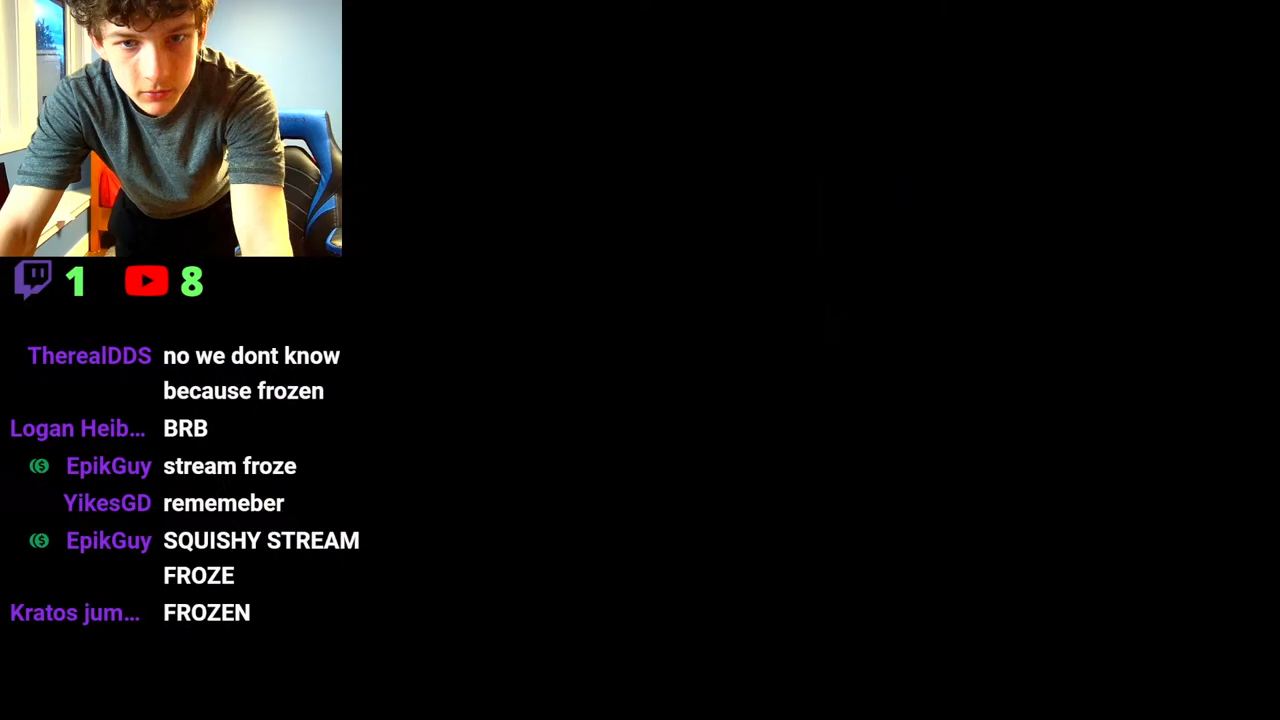 1 8
TherealDDS no we dont know
because frozen
Logan Heib... BRB
EpikGuy stream froze
YikesGD rememeber
EpikGuy SQUISHY STREAM
FROZE
Kratos jum... FROZEN